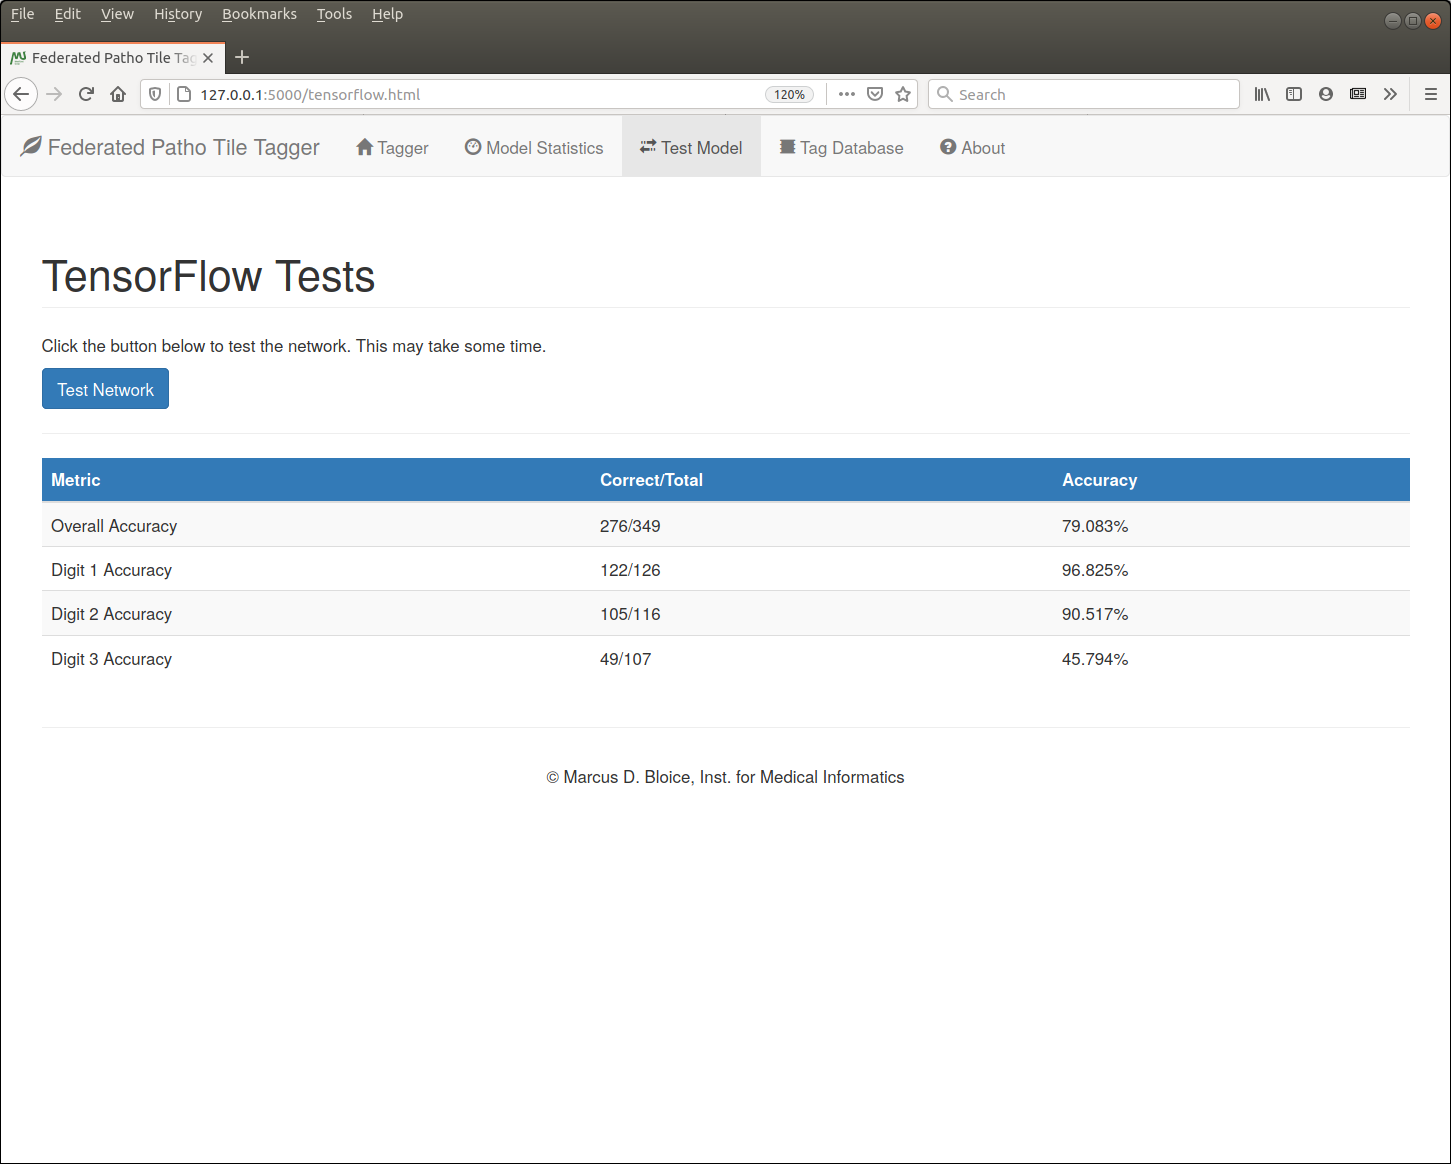 File Edit View History Bookmarks Tools Help
Federated Patho Tile Tag
127.0.0.1:5000/tensorflow.html 120% Search
Federated Patho Tile Tagger Tagger Model Statistics Test Model Tag Database About
TensorFlow Tests
Click the button below to test the network. This may take some time.
Test Network
Metric Correct/Total Accuracy
Overall Accuracy 276/349 79.083%
Digit 1 Accuracy 122/126 96.825%
Digit 2 Accuracy 105/116 90.517%
Digit 3 Accuracy 49/107 45.794%
© Marcus D. Bloice, Inst. for Medical Informatics